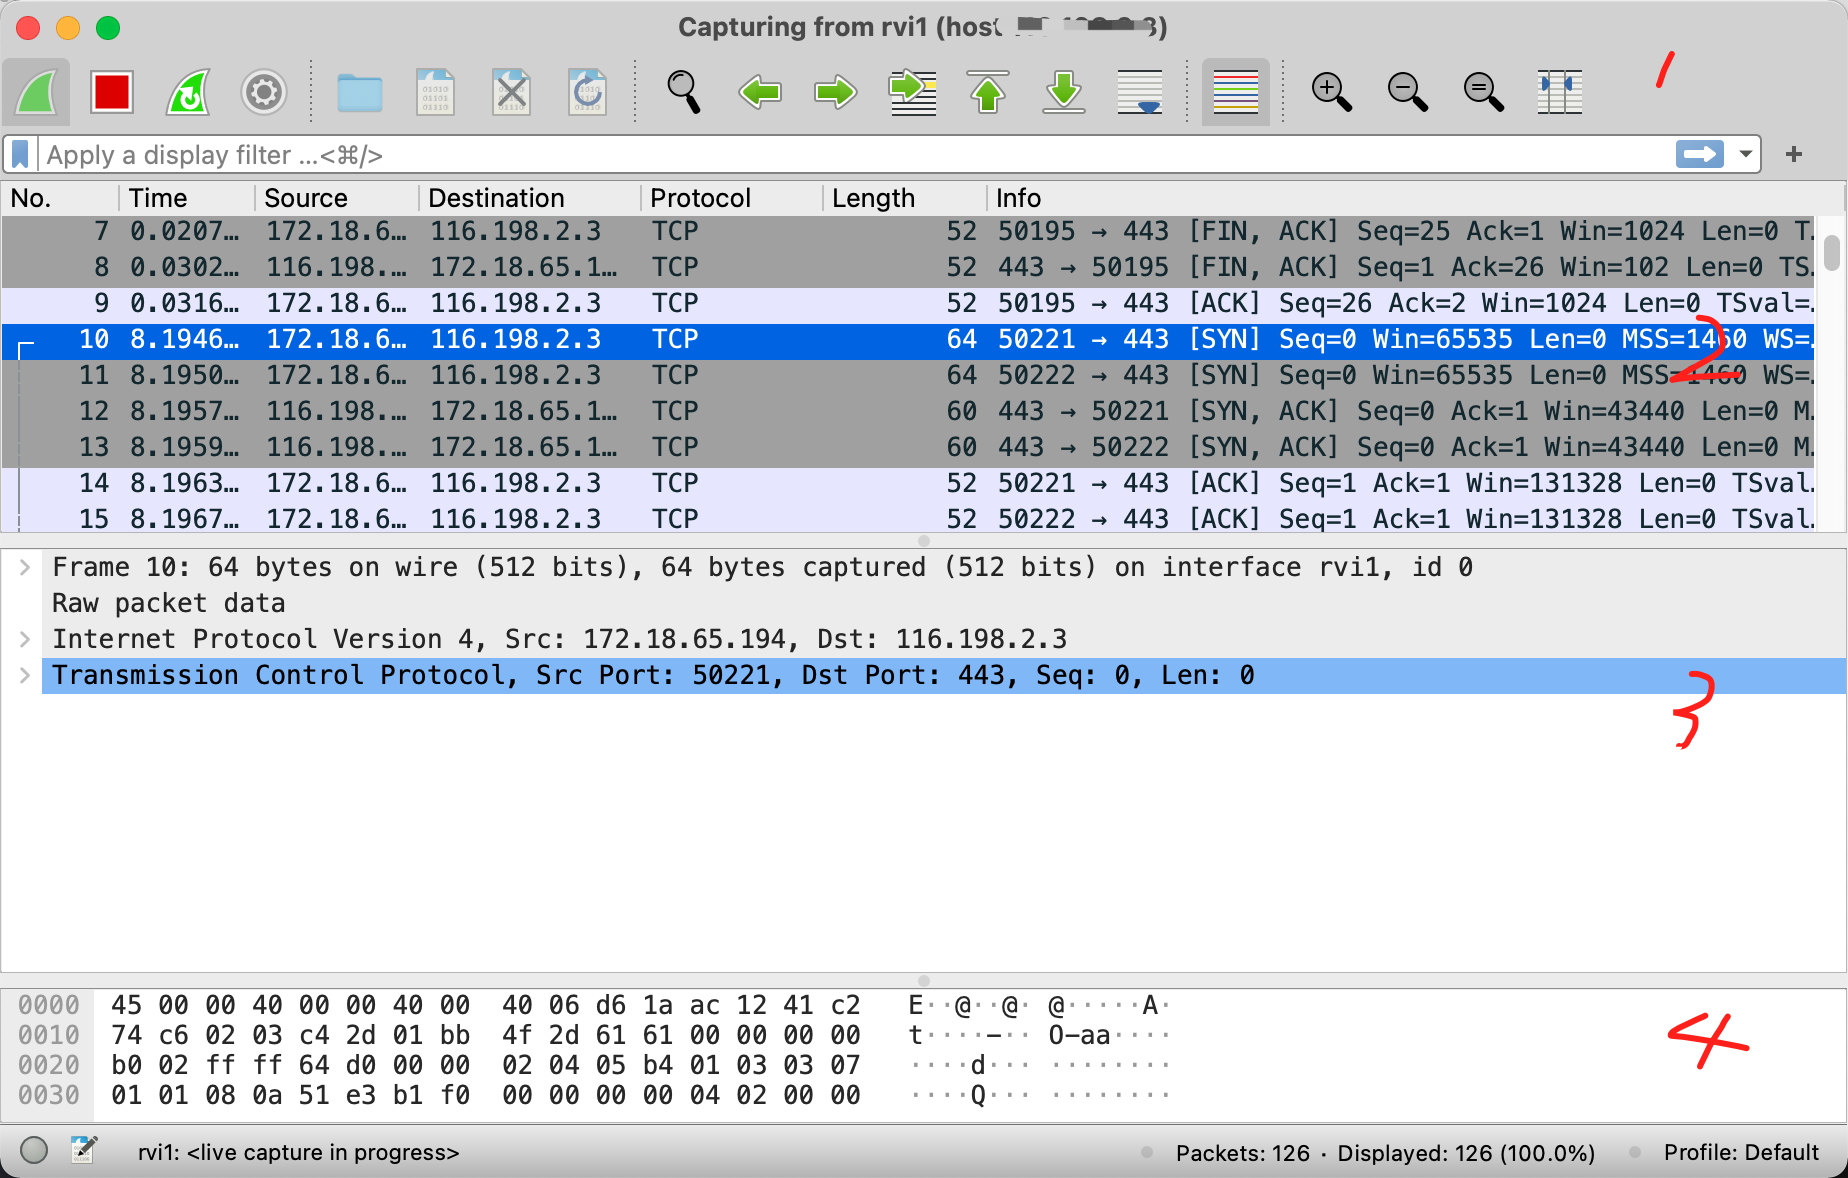 Capturing from rvi1 (host 3)
1
Apply a display filter ...<⌘/>
+
No. Time Source Destination Protocol Length Info
7 0.0207… 172.18.6… 116.198.2.3 TCP 52 50195 → 443 [FIN, ACK] Seq=25 Ack=1 Win=1024 Len=0 T…
8 0.0302… 116.198.… 172.18.65.1… TCP 52 443 → 50195 [FIN, ACK] Seq=1 Ack=26 Win=102 Len=0 TS…
9 0.0316… 172.18.6… 116.198.2.3 TCP 52 50195 → 443 [ACK] Seq=26 Ack=2 Win=1024 Len=0 TSval=…
10 8.1946… 172.18.6… 116.198.2.3 TCP 64 50221 → 443 [SYN] Seq=0 Win=65535 Len=0 MSS=1460 WS=…
2
11 8.1950… 172.18.6… 116.198.2.3 TCP 64 50222 → 443 [SYN] Seq=0 Win=65535 Len=0 MSS=1460 WS=…
12 8.1957… 116.198.… 172.18.65.1… TCP 60 443 → 50221 [SYN, ACK] Seq=0 Ack=1 Win=43440 Len=0 M…
13 8.1959… 116.198.… 172.18.65.1… TCP 60 443 → 50222 [SYN, ACK] Seq=0 Ack=1 Win=43440 Len=0 M…
14 8.1963… 172.18.6… 116.198.2.3 TCP 52 50221 → 443 [ACK] Seq=1 Ack=1 Win=131328 Len=0 TSval…
15 8.1967… 172.18.6… 116.198.2.3 TCP 52 50222 → 443 [ACK] Seq=1 Ack=1 Win=131328 Len=0 TSval…
Frame 10: 64 bytes on wire (512 bits), 64 bytes captured (512 bits) on interface rvi1, id 0
Raw packet data
Internet Protocol Version 4, Src: 172.18.65.194, Dst: 116.198.2.3
Transmission Control Protocol, Src Port: 50221, Dst Port: 443, Seq: 0, Len: 0
3
0000 45 00 00 40 00 00 40 00 40 06 d6 1a ac 12 41 c2 E··@··@· @·····A·
0010 74 c6 02 03 c4 2d 01 bb 4f 2d 61 61 00 00 00 00 t····-·· O-aa····
0020 b0 02 ff ff 64 d0 00 00 02 04 05 b4 01 03 03 07 ····d··· ········
0030 01 01 08 0a 51 e3 b1 f0 00 00 00 00 04 02 00 00 ····Q··· ········
4
rvi1: <live capture in progress> Packets: 126 · Displayed: 126 (100.0%) Profile: Default